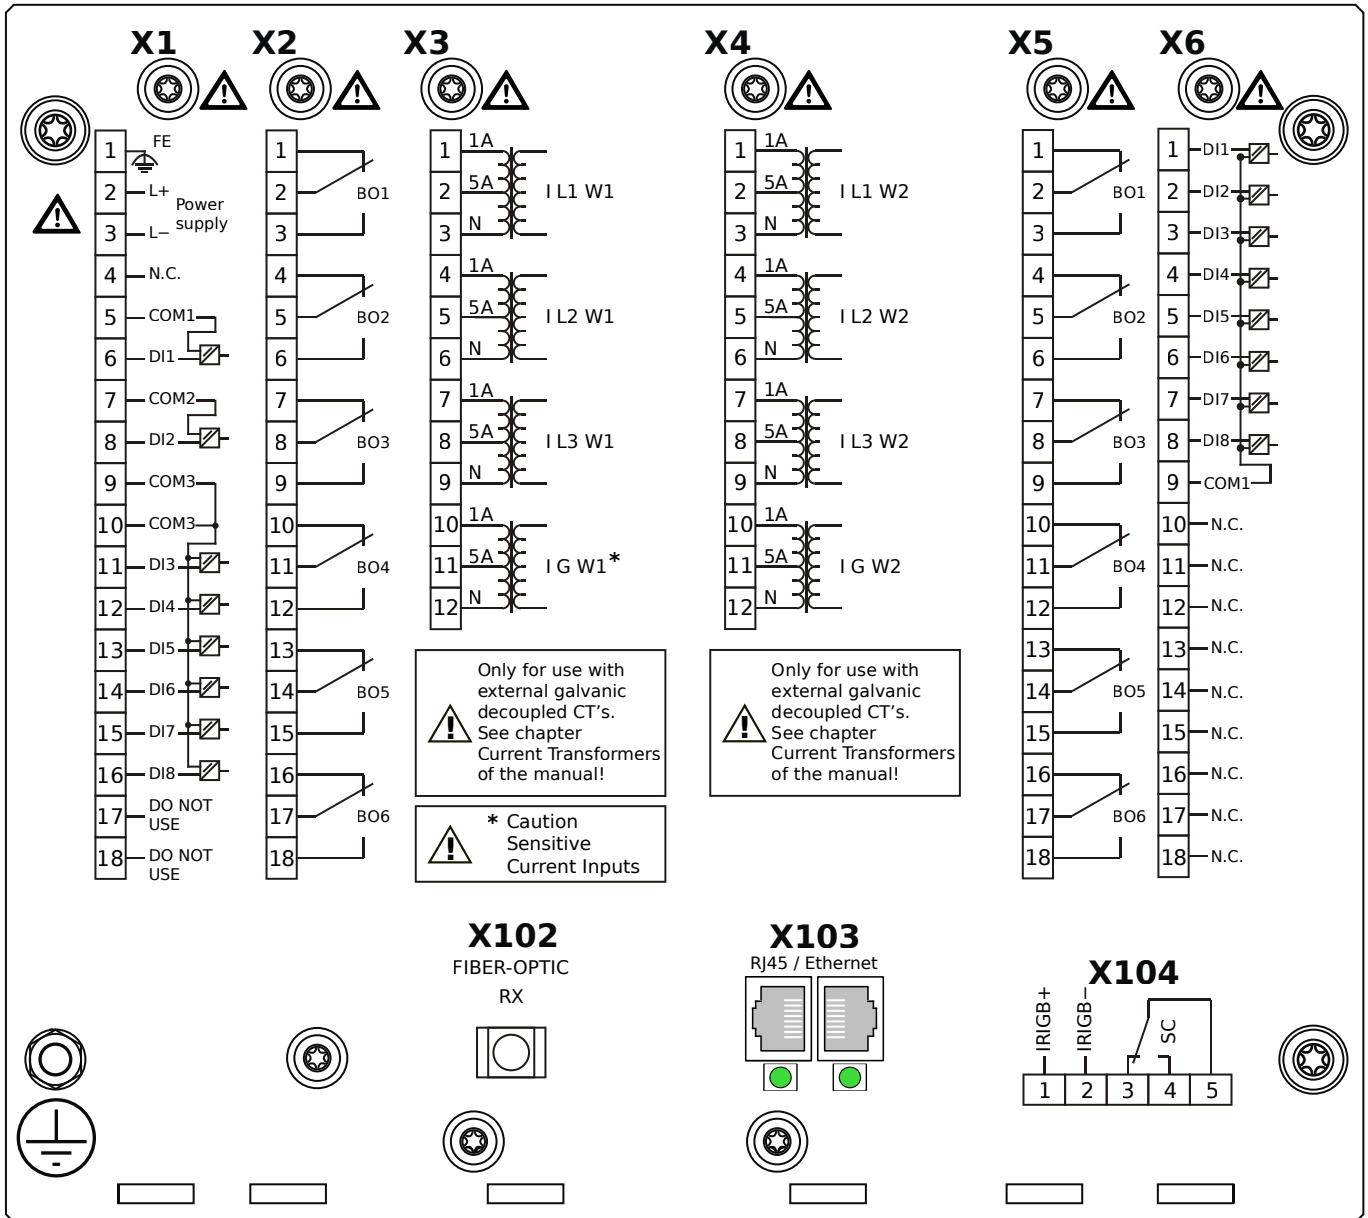 X1
X2
X3
X4
X5
X6
1 FE
2 L+
Power
supply
3 L−
4 N.C.
5 COM1
6 DI1
7 COM2
8 DI2
9 COM3
10 COM3
11 DI3
12 DI4
13 DI5
14 DI6
15 DI7
16 DI8
17 DO NOT
USE
18 DO NOT
USE
1
2 BO1
3
4
5 BO2
6
7
8 BO3
9
10
11 BO4
12
13
14 BO5
15
16
17 BO6
18
1 1A
2 5A I L1 W1
3 N
4 1A
5 5A I L2 W1
6 N
7 1A
8 5A I L3 W1
9 N
10 1A
11 5A I G W1*
12 N
Only for use with
external galvanic
decoupled CT's.
See chapter
Current Transformers
of the manual!
* Caution
Sensitive
Current Inputs
1 1A
2 5A I L1 W2
3 N
4 1A
5 5A I L2 W2
6 N
7 1A
8 5A I L3 W2
9 N
10 1A
11 5A I G W2
12 N
Only for use with
external galvanic
decoupled CT's.
See chapter
Current Transformers
of the manual!
1
2 BO1
3
4
5 BO2
6
7
8 BO3
9
10
11 BO4
12
13
14 BO5
15
16
17 BO6
18
1 DI1
2 DI2
3 DI3
4 DI4
5 DI5
6 DI6
7 DI7
8 DI8
9 COM1
10 N.C.
11 N.C.
12 N.C.
13 N.C.
14 N.C.
15 N.C.
16 N.C.
17 N.C.
18 N.C.
X102
FIBER-OPTIC
RX
X103
RJ45 / Ethernet
X104
IRIGB+
IRIGB−
SC
1 2 3 4 5